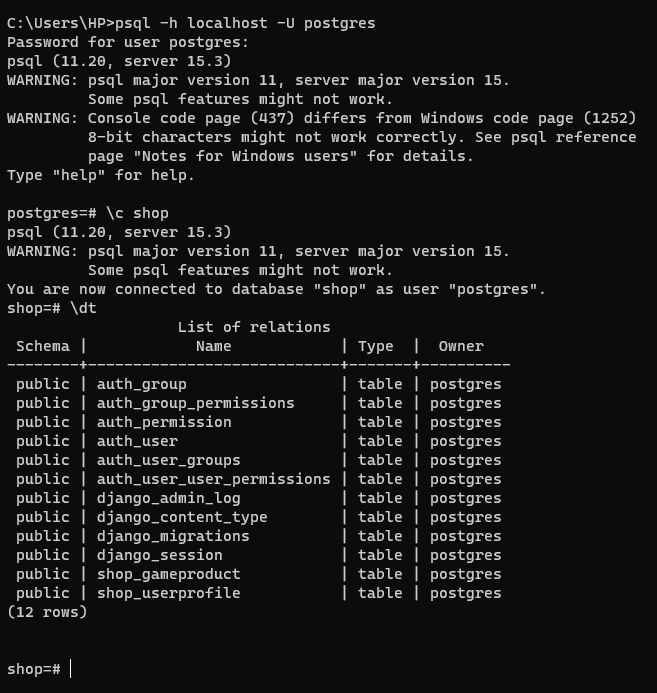 C:\Users\HP>psql -h localhost -U postgres
Password for user postgres:
psql (11.20, server 15.3)
WARNING: psql major version 11, server major version 15.
         Some psql features might not work.
WARNING: Console code page (437) differs from Windows code page (1252)
         8-bit characters might not work correctly. See psql reference
         page "Notes for Windows users" for details.
Type "help" for help.

postgres=# \c shop
psql (11.20, server 15.3)
WARNING: psql major version 11, server major version 15.
         Some psql features might not work.
You are now connected to database "shop" as user "postgres".
shop=# \dt
                   List of relations
 Schema |            Name            | Type  |  Owner
--------+----------------------------+-------+----------
 public | auth_group                 | table | postgres
 public | auth_group_permissions     | table | postgres
 public | auth_permission            | table | postgres
 public | auth_user                  | table | postgres
 public | auth_user_groups           | table | postgres
 public | auth_user_user_permissions | table | postgres
 public | django_admin_log           | table | postgres
 public | django_content_type        | table | postgres
 public | django_migrations          | table | postgres
 public | django_session             | table | postgres
 public | shop_gameproduct           | table | postgres
 public | shop_userprofile           | table | postgres
(12 rows)

shop=#